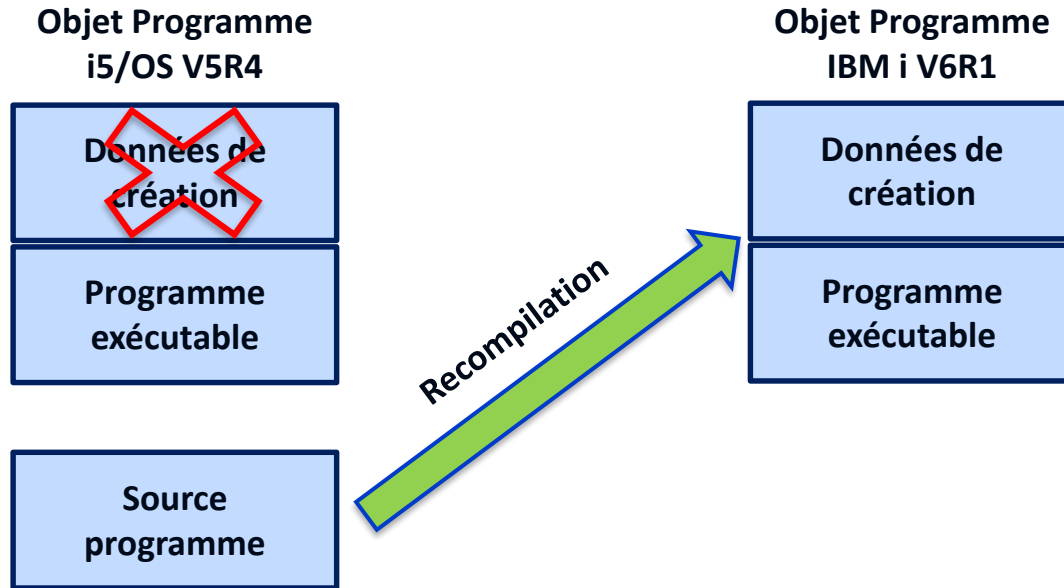 Objet Programme
i5/OS V5R4
Données de
création
Programme
exécutable
Source
programme
Recompilation
Objet Programme
IBM i V6R1
Données de
création
Programme
exécutable